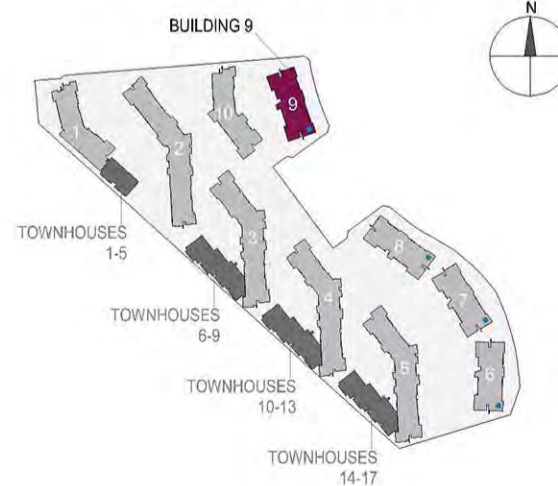 BUILDING 9
N
9
10
1
2
TOWNHOUSES
1-5
3
8
TOWNHOUSES
6-9
4
7
TOWNHOUSES
10-13
5
6
TOWNHOUSES
14-17